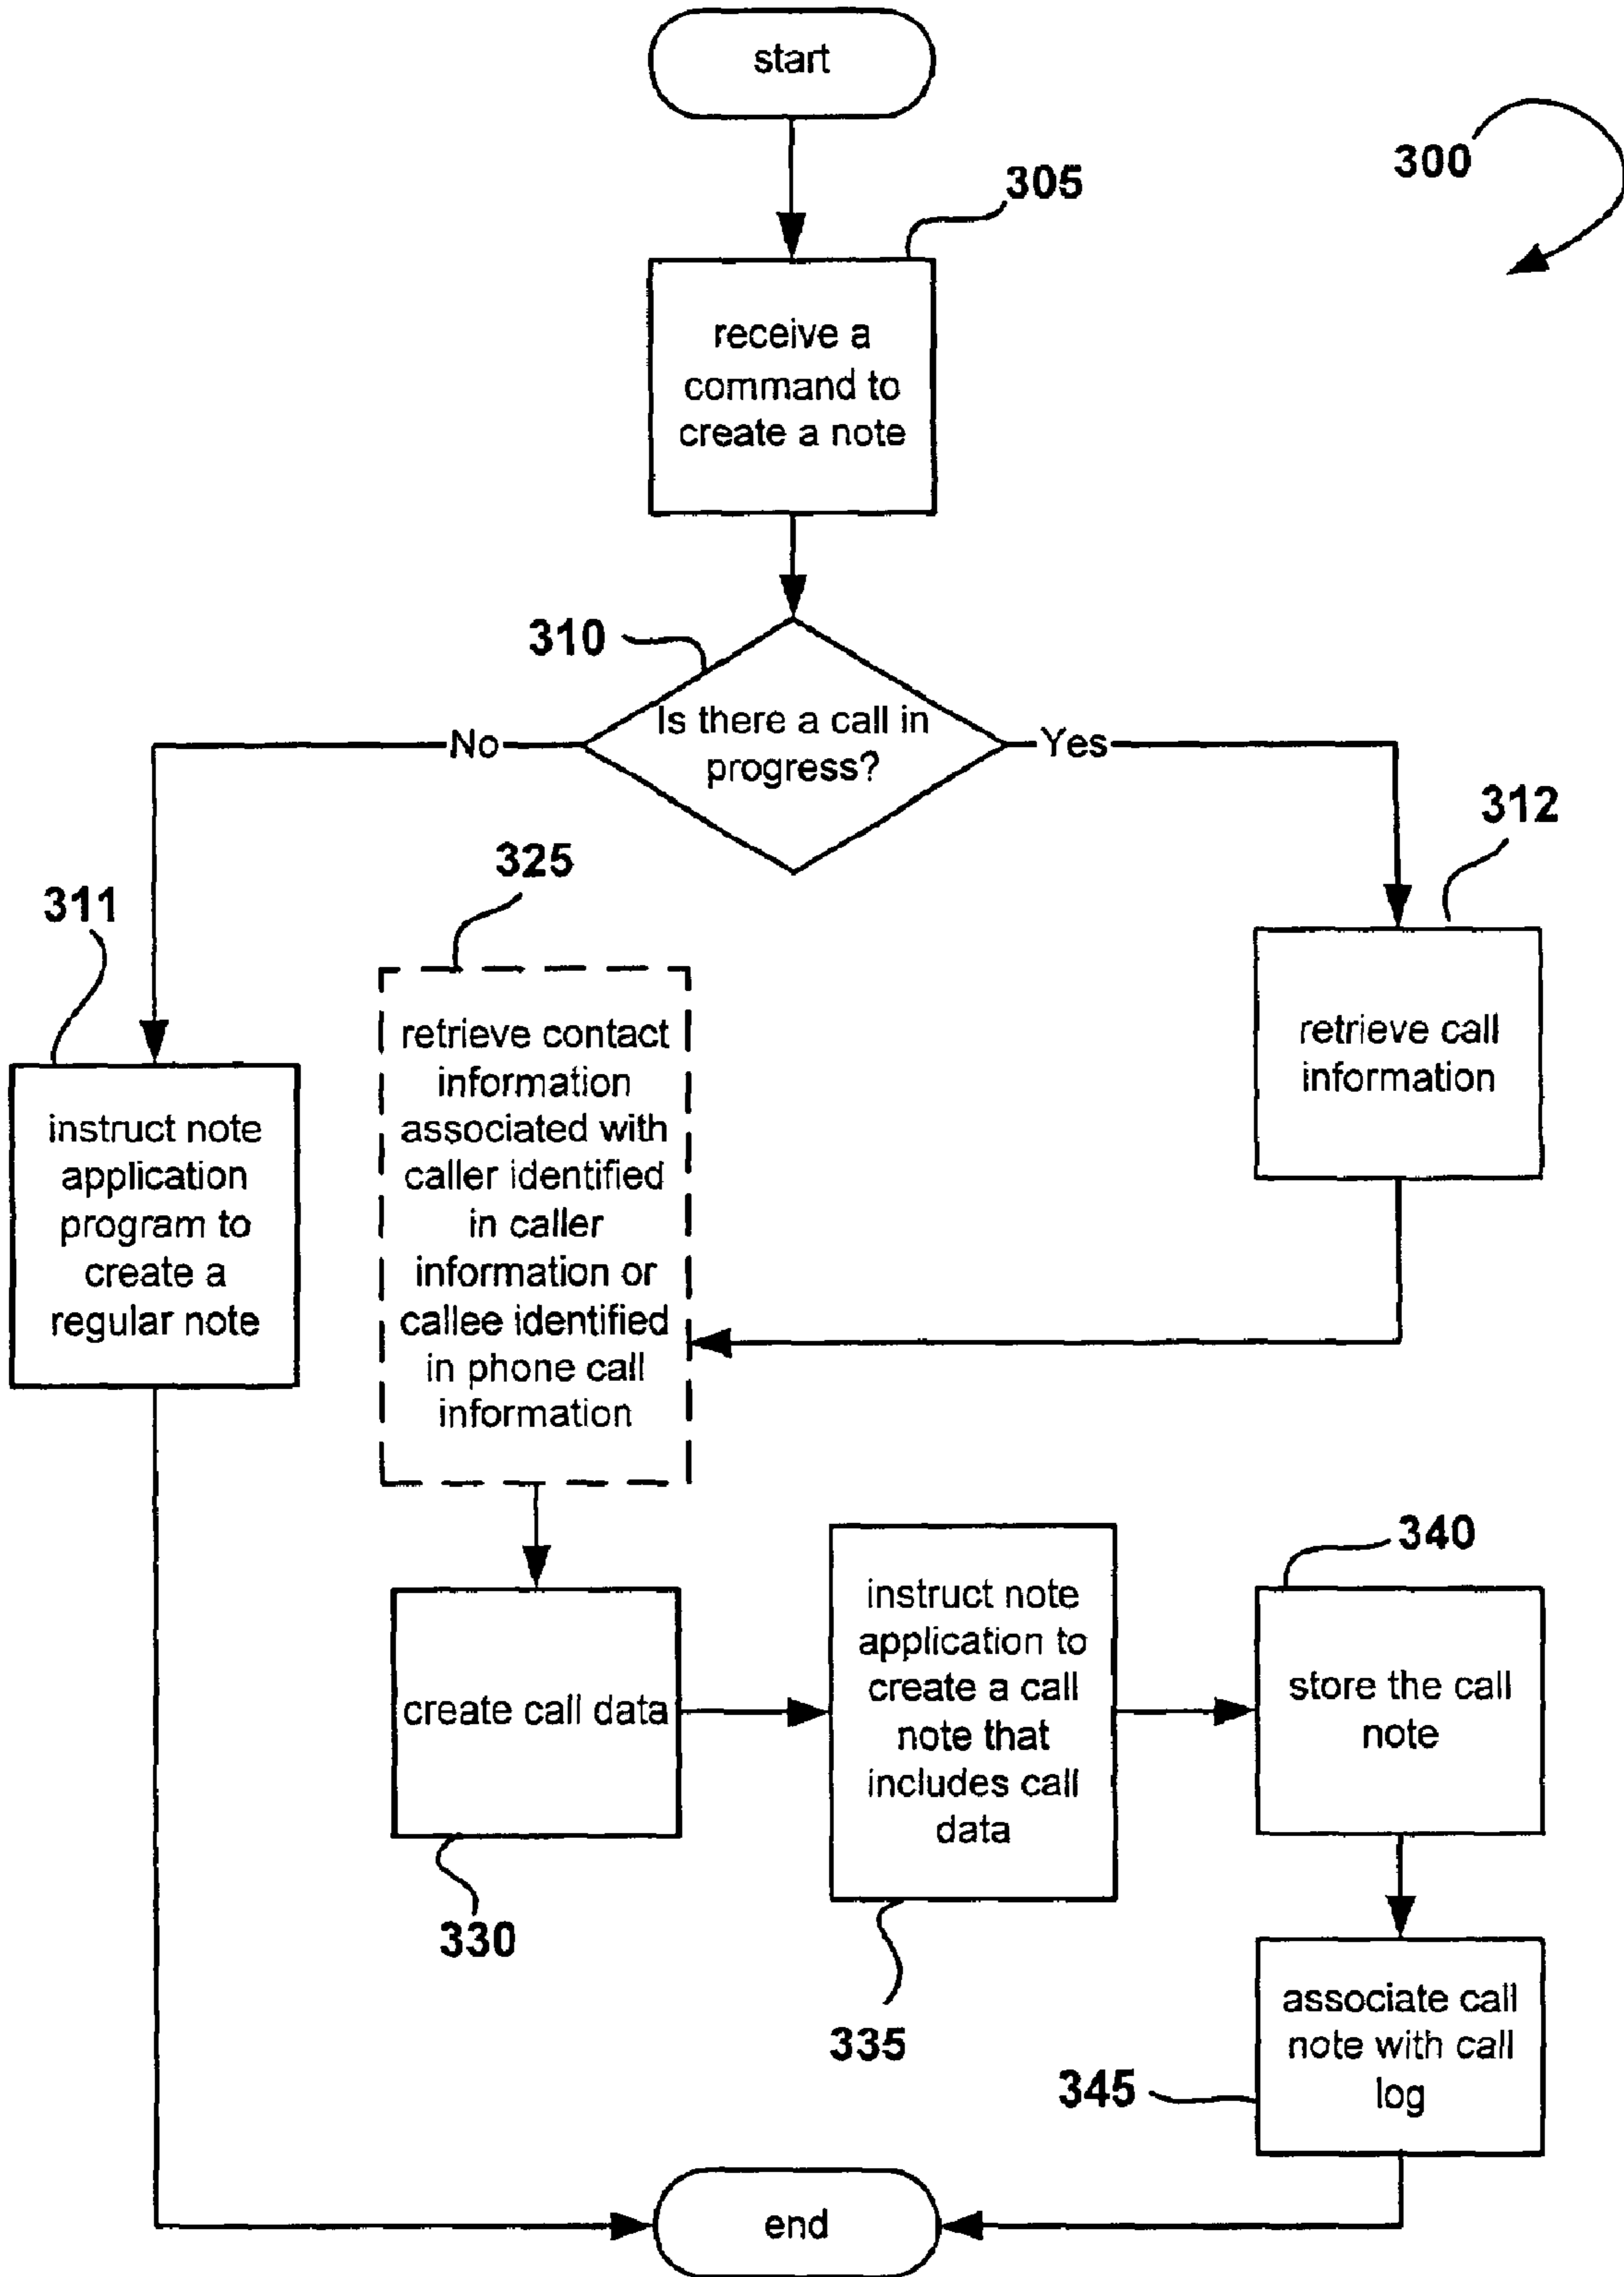 start
300
305
receive a
command to
create a note
310
Is there a call in
progress?
No
Yes
312
retrieve call
information
325
retrieve contact
information
associated with
caller identified
in caller
information or
callee identified
in phone call
information
311
instruct note
application
program to
create a
regular note
create call data
330
instruct note
application to
create a call
note that
includes call
data
335
340
store the call
note
associate call
note with call
log
345
end